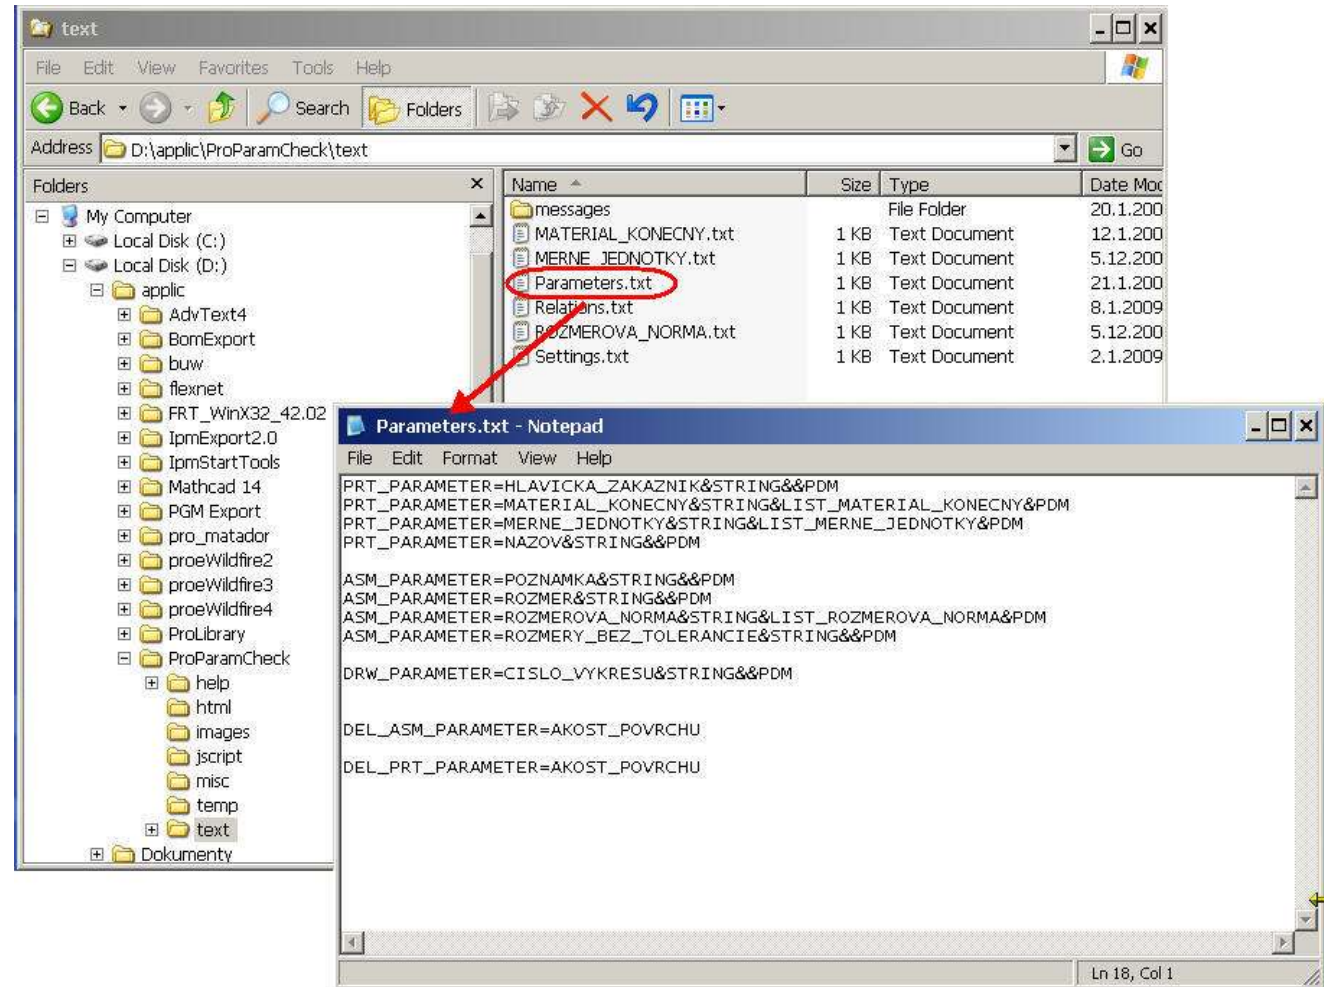 text
File Edit View Favorites Tools Help
Back Search Folders
Address D:\applic\ProParamCheck\text Go
Folders
My Computer
Local Disk (C:)
Local Disk (D:)
applic
AdvText4
BomExport
buw
flexnet
FRT_WinX32_42.02
IpmExport2.0
IpmStartTools
Mathcad 14
PGM Export
pro_matador
proeWildfire2
proeWildfire3
proeWildfire4
ProLibrary
ProParamCheck
help
html
images
jscript
misc
temp
text
Dokumenty
Name Size Type Date Mod
messages File Folder 20.1.200
MATERIAL_KONECNY.txt 1 KB Text Document 12.1.200
MERNE_JEDNOTKY.txt 1 KB Text Document 5.12.200
Parameters.txt 1 KB Text Document 21.1.200
Relations.txt 1 KB Text Document 8.1.2009
ROZMEROVA_NORMA.txt 1 KB Text Document 5.12.200
Settings.txt 1 KB Text Document 2.1.2009
Parameters.txt - Notepad
File Edit Format View Help
PRT_PARAMETER=HLAVICKA_ZAKAZNIK&STRING&&PDM
PRT_PARAMETER=MATERIAL_KONECNY&STRING&LIST_MATERIAL_KONECNY&PDM
PRT_PARAMETER=MERNE_JEDNOTKY&STRING&LIST_MERNE_JEDNOTKY&PDM
PRT_PARAMETER=NAZOV&STRING&&PDM
ASM_PARAMETER=POZNAMKA&STRING&&PDM
ASM_PARAMETER=ROZMER&STRING&&PDM
ASM_PARAMETER=ROZMEROVA_NORMA&STRING&LIST_ROZMEROVA_NORMA&PDM
ASM_PARAMETER=ROZMERY_BEZ_TOLERANCIE&STRING&&PDM
DRW_PARAMETER=CISLO_VYKRESU&STRING&&PDM
DEL_ASM_PARAMETER=AKOST_POVRCHU
DEL_PRT_PARAMETER=AKOST_POVRCHU
Ln 18, Col 1